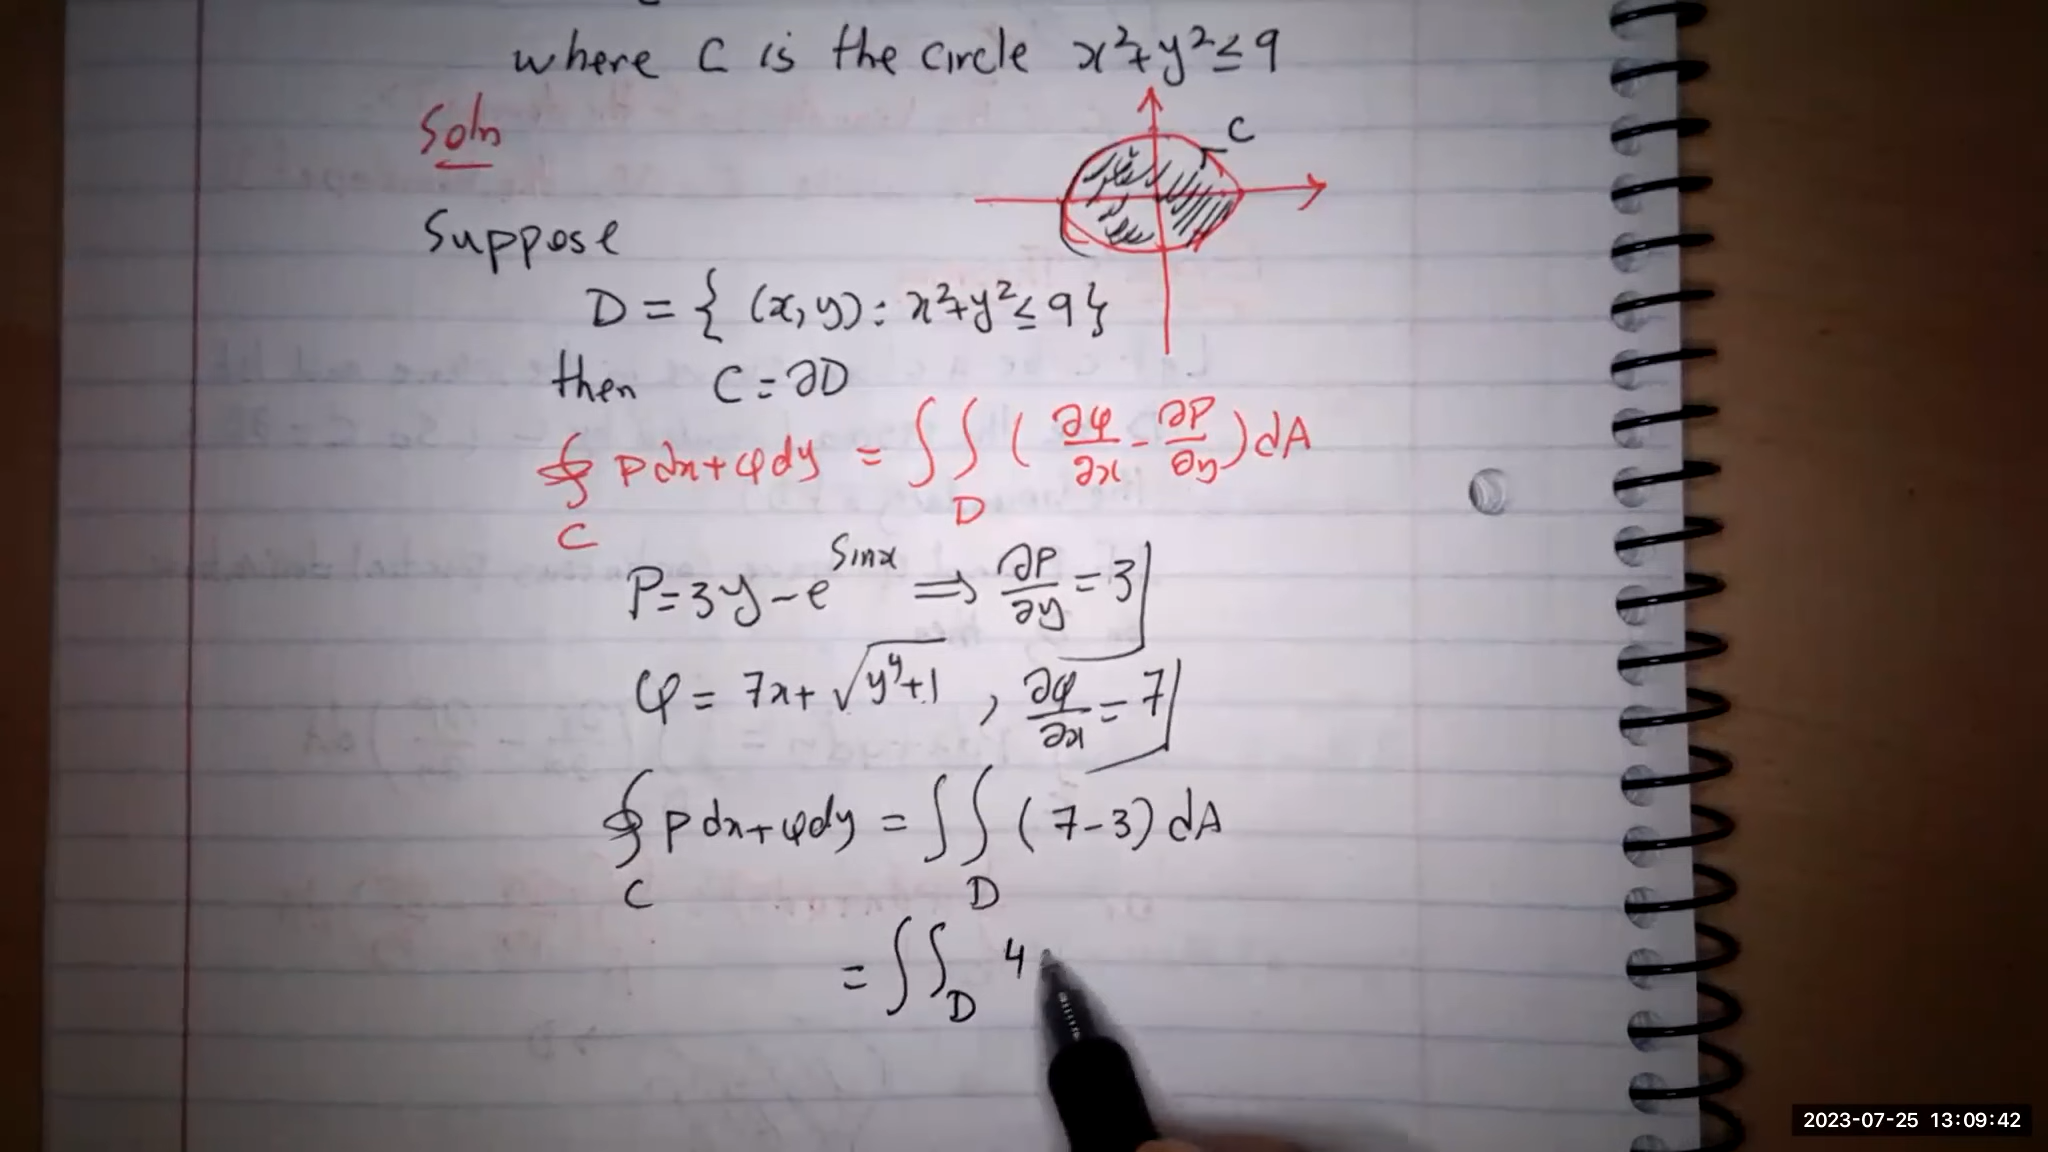 where C is the circle x²+y²≤9
Soln
C
Suppose
D = { (x,y) : x²+y²≤9 }
then C=∂D
∮_C Pdx+φdy = ∫∫_D (∂φ/∂x - ∂P/∂y) dA
P=3y-e^{sinx} ⟹ ∂P/∂y = 3
φ = 7x+√(y⁴+1) , ∂φ/∂x = 7
∮_C Pdx+φdy = ∫∫_D (7-3) dA
= ∫∫_D 4
2023-07-25 13:09:42